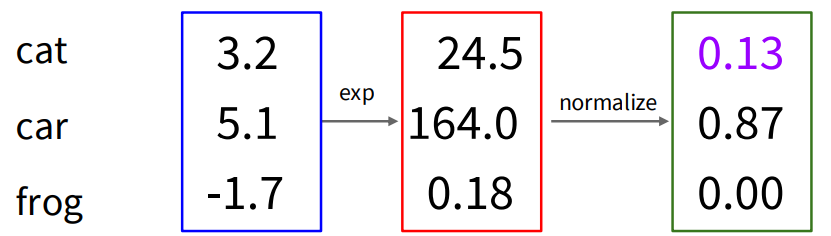 cat 3.2 24.5 0.13
exp normalize
car 5.1 164.0 0.87
frog -1.7 0.18 0.00